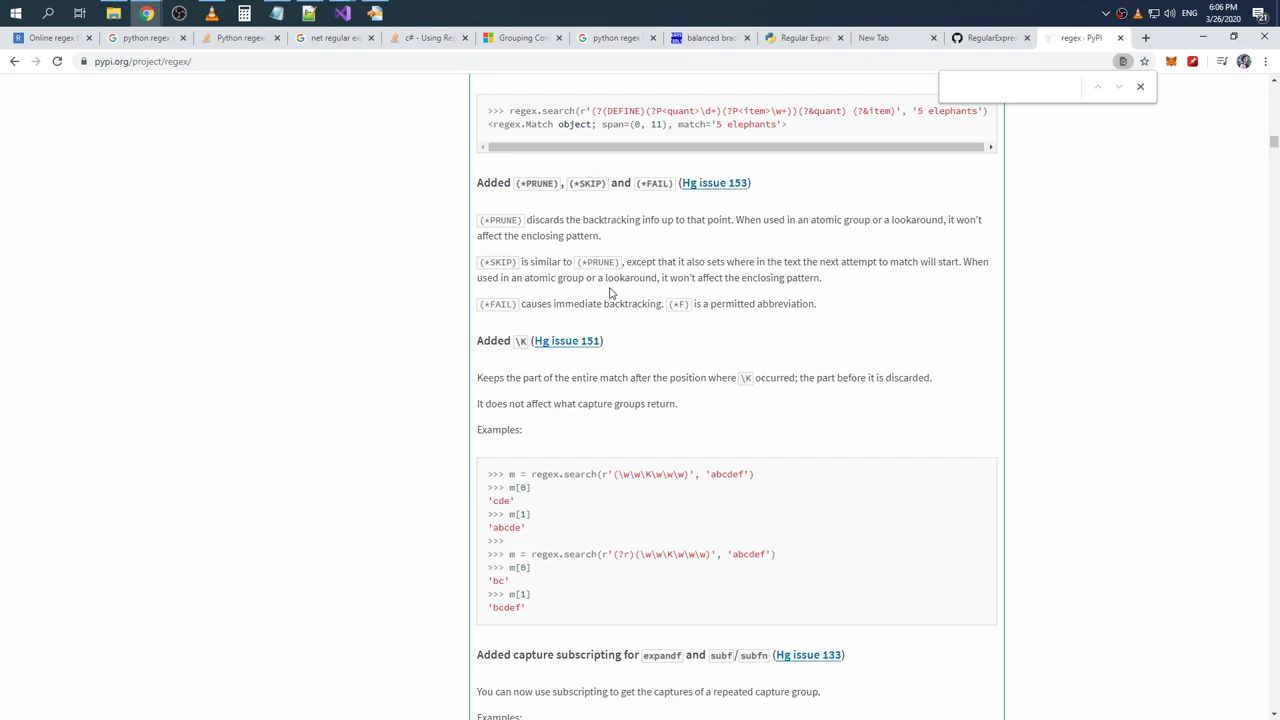 6:06 PM
ENG
3/26/2020
21
Online regex t
python regex
Python regex
net regular ex
c# - Using Reg
Grouping Con
python regex
balanced brac
Regular Expre
New Tab
RegularExpres
regex · PyPI
pypi.org/project/regex/
>>> regex.search(r'(?(DEFINE)(?P<quant>\d+)(?P<item>\w+))(?&quant) (?&item)', '5 elephants')
<regex.Match object; span=(0, 11), match='5 elephants'>
Added (*PRUNE), (*SKIP) and (*FAIL) (Hg issue 153)
(*PRUNE) discards the backtracking info up to that point. When used in an atomic group or a lookaround, it won't
affect the enclosing pattern.
(*SKIP) is similar to (*PRUNE), except that it also sets where in the text the next attempt to match will start. When
used in an atomic group or a lookaround, it won't affect the enclosing pattern.
(*FAIL) causes immediate backtracking. (*F) is a permitted abbreviation.
Added \K (Hg issue 151)
Keeps the part of the entire match after the position where \K occurred; the part before it is discarded.
It does not affect what capture groups return.
Examples:
>>> m = regex.search(r'(\w\w\K\w\w\w)', 'abcdef')
>>> m[0]
'cde'
>>> m[1]
'abcde'
>>>
>>> m = regex.search(r'(?r)(\w\w\K\w\w\w)', 'abcdef')
>>> m[0]
'bc'
>>> m[1]
'bcdef'
Added capture subscripting for expandf and subf/subfn (Hg issue 133)
You can now use subscripting to get the captures of a repeated capture group.
Examples: